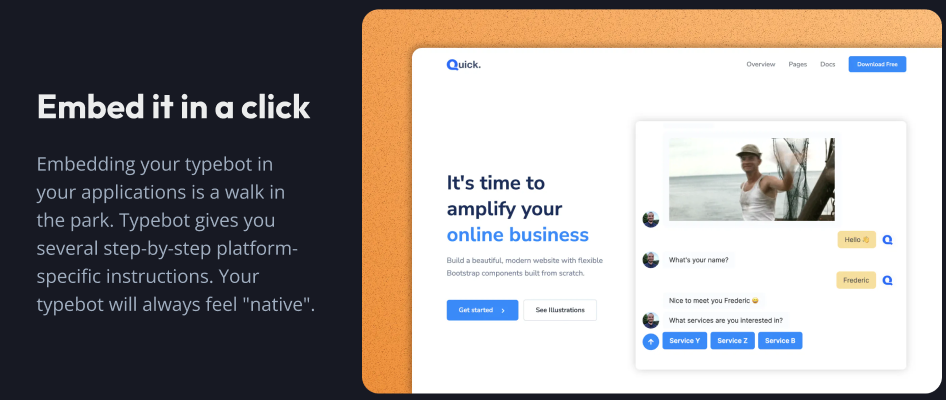 Embed it in a click
Embedding your typebot in
your applications is a walk in
the park. Typebot gives you
several step-by-step platform-
specific instructions. Your
typebot will always feel "native".
Quick.
Overview Pages Docs Download Free
It's time to
amplify your
online business
Build a beautiful, modern website with flexible
Bootstrap components built from scratch.
Get started
See Illustrations
Hello 👋
What's your name?
Frederic
Nice to meet you Frederic 😄
What services are you interested in?
Service Y Service Z Service B